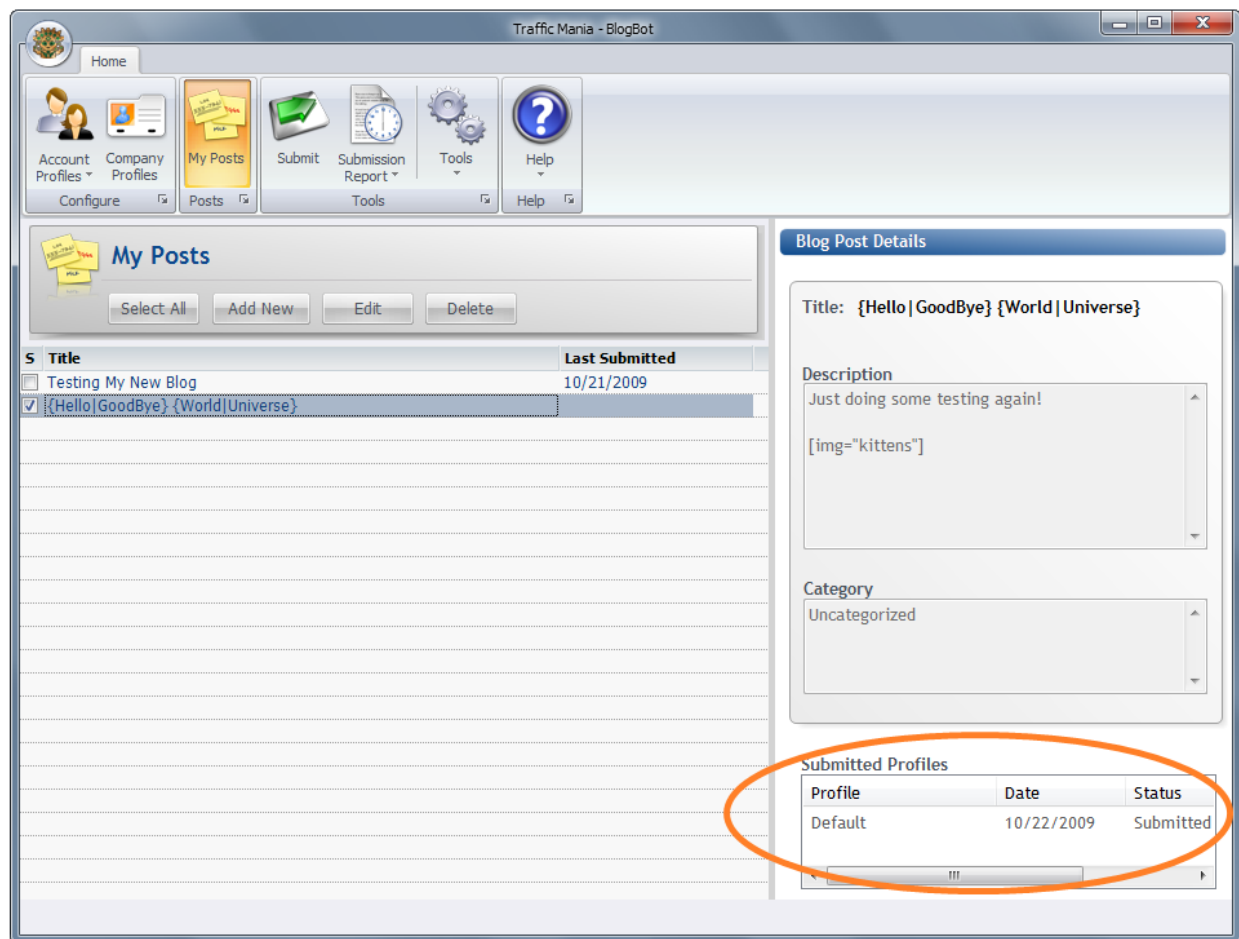 Traffic Mania - BlogBot
Home
Account Profiles
Company Profiles
My Posts
Submit
Submission Report
Tools
Help
Configure
Posts
Tools
Help
My Posts
Select All
Add New
Edit
Delete
S Title Last Submitted
Testing My New Blog 10/21/2009
{Hello|GoodBye} {World|Universe}
Blog Post Details
Title: {Hello|GoodBye} {World|Universe}
Description
Just doing some testing again!
[img="kittens"]
Category
Uncategorized
Submitted Profiles
Profile Date Status
Default 10/22/2009 Submitted